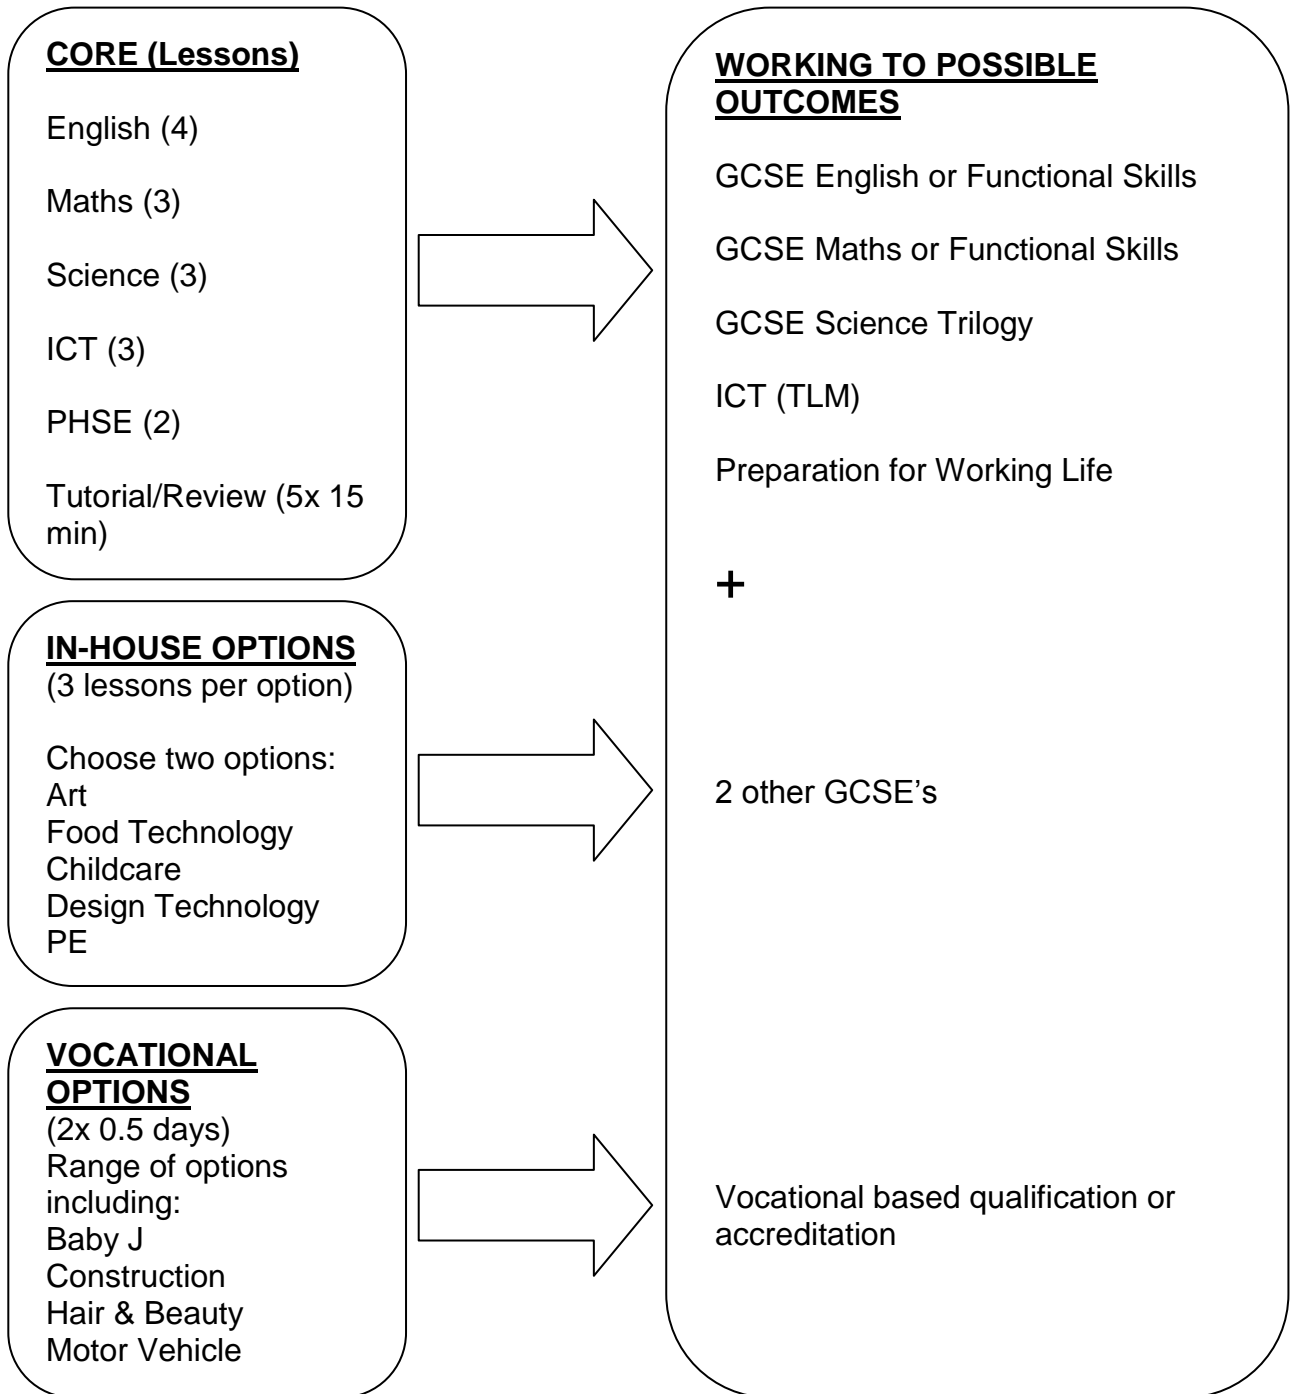 CORE (Lessons)
English (4)
Maths (3)
Science (3)
ICT (3)
PHSE (2)
Tutorial/Review (5x 15
min)
IN-HOUSE OPTIONS
(3 lessons per option)
Choose two options:
Art
Food Technology
Childcare
Design Technology
PE
VOCATIONAL
OPTIONS
(2x 0.5 days)
Range of options
including:
Baby J
Construction
Hair & Beauty
Motor Vehicle
WORKING TO POSSIBLE
OUTCOMES
GCSE English or Functional Skills
GCSE Maths or Functional Skills
GCSE Science Trilogy
ICT (TLM)
Preparation for Working Life
+
2 other GCSE’s
Vocational based qualification or
accreditation